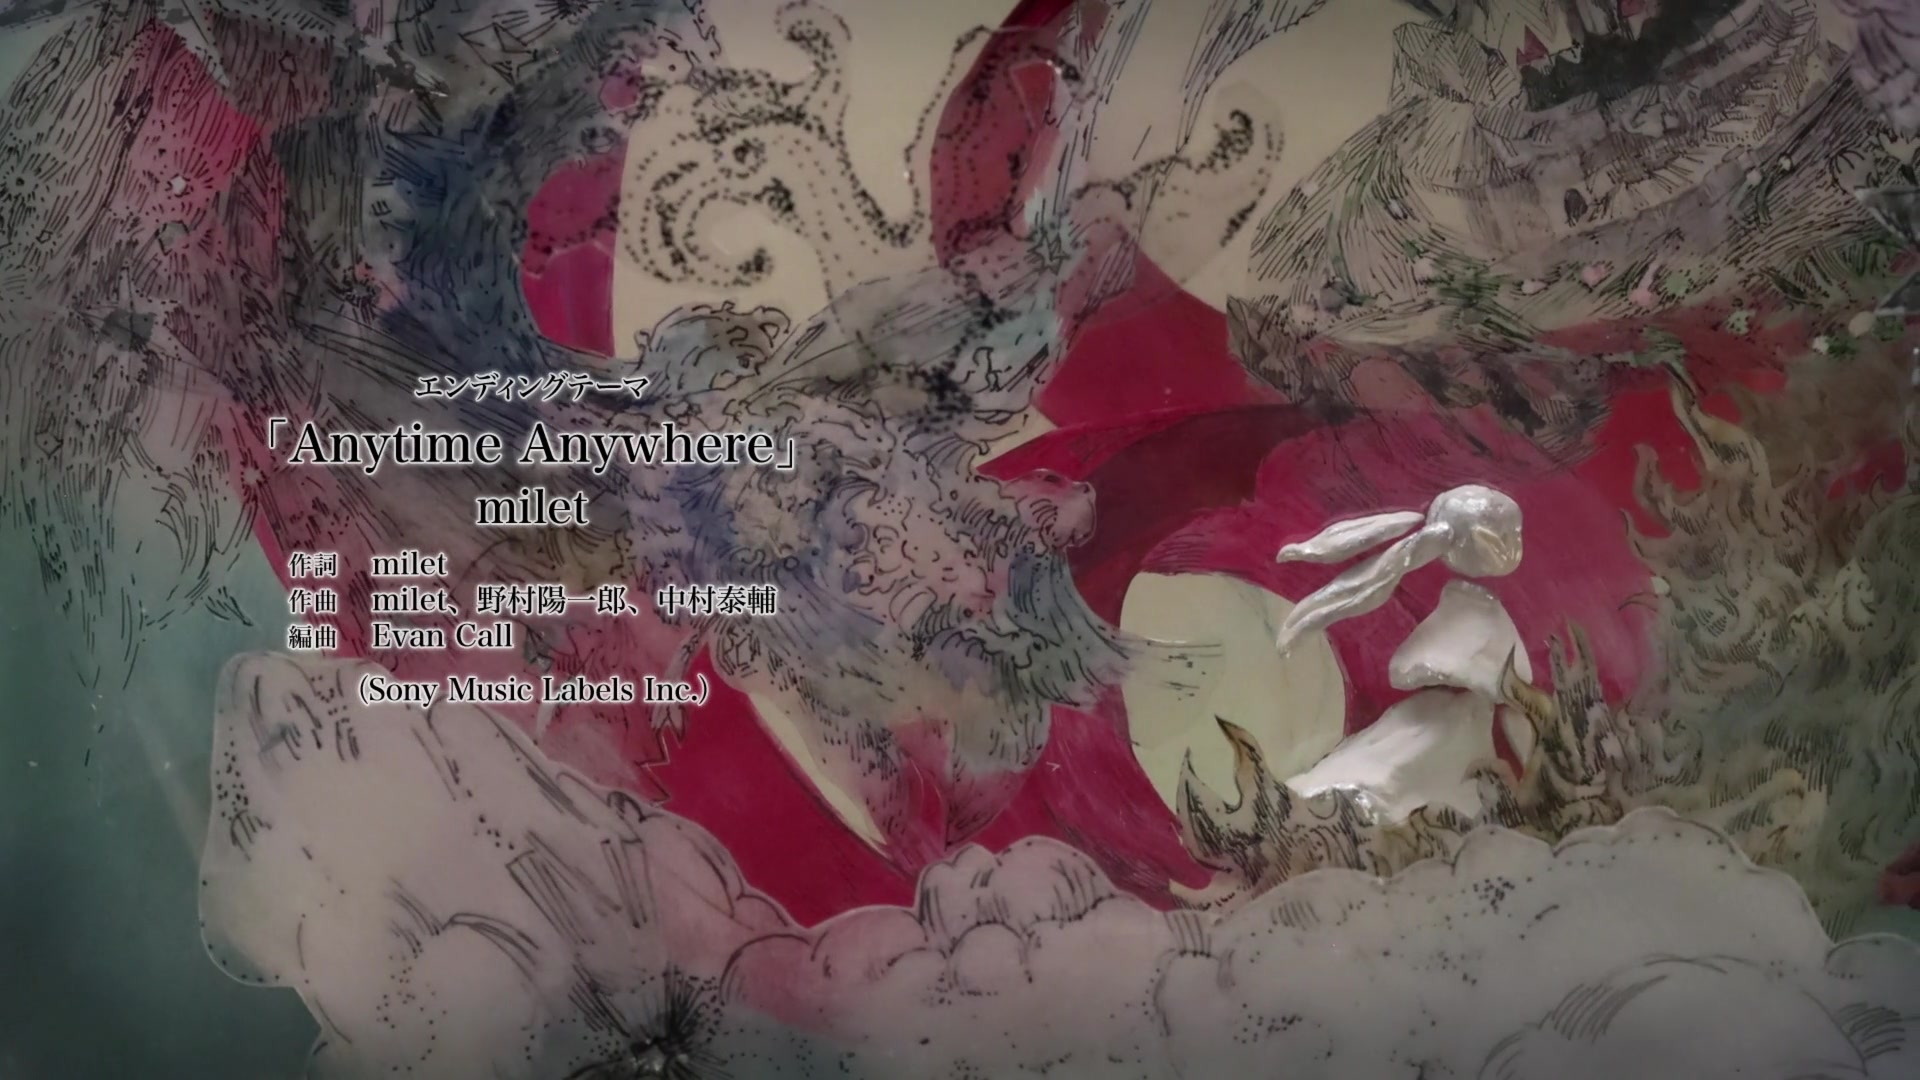 エンディングテーマ
「Anytime Anywhere」
milet
作詞 milet
作曲 milet、野村陽一郎、中村泰輔
編曲 Evan Call
(Sony Music Labels Inc.)